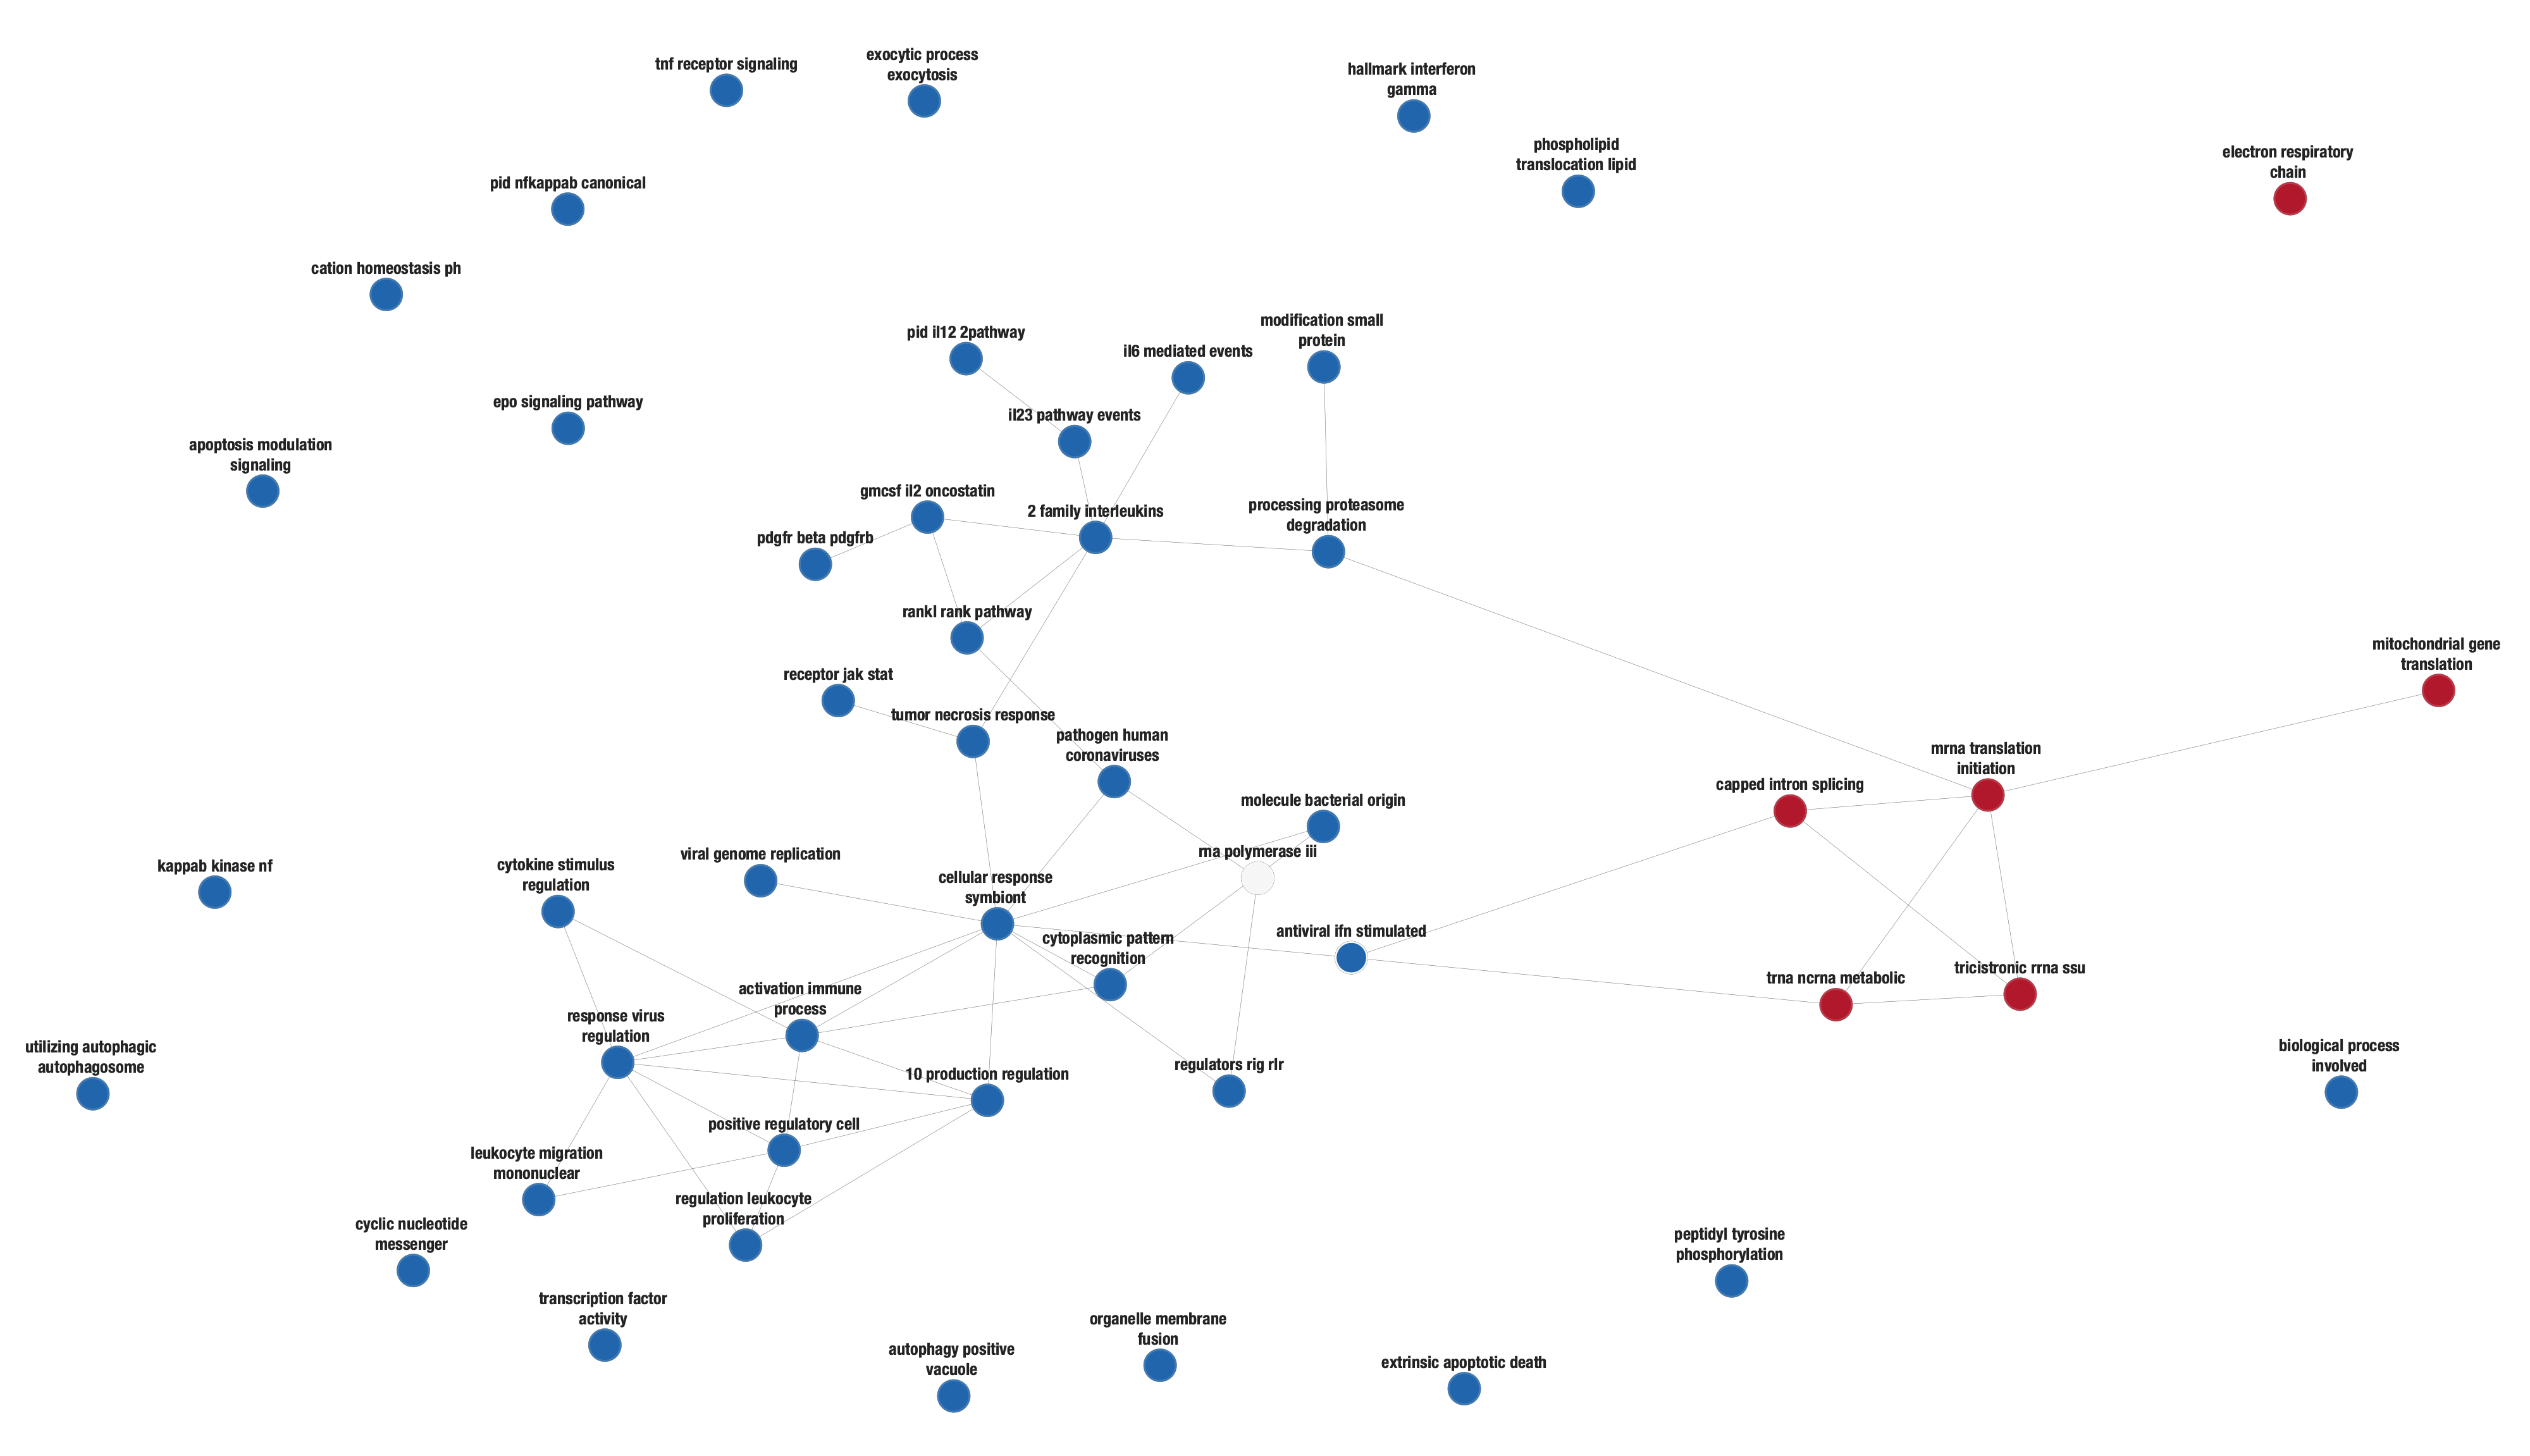 exocytic process
exocytosis
tnf receptor signaling
hallmark interferon
gamma
phospholipid
translocation lipid
electron respiratory
chain
pid nfkappab canonical
cation homeostasis ph
modification small
protein
pid il12 2pathway
il6 mediated events
epo signaling pathway
il23 pathway events
apoptosis modulation
signaling
gmcsf il2 oncostatin
2 family interleukins
processing proteasome
degradation
pdgfr beta pdgfrb
rankl rank pathway
mitochondrial gene
translation
receptor jak stat
tumor necrosis response
pathogen human
coronaviruses
mrna translation
initiation
capped intron splicing
molecule bacterial origin
viral genome replication
rna polymerase iii
kappab kinase nf
cytokine stimulus
regulation
cellular response
symbiont
antiviral ifn stimulated
cytoplasmic pattern
recognition
trna ncrna metabolic
tricistronic rrna ssu
activation immune
process
response virus
regulation
utilizing autophagic
autophagosome
biological process
involved
10 production regulation
regulators rig rlr
positive regulatory cell
leukocyte migration
mononuclear
regulation leukocyte
proliferation
cyclic nucleotide
messenger
peptidyl tyrosine
phosphorylation
transcription factor
activity
organelle membrane
fusion
autophagy positive
vacuole
extrinsic apoptotic death